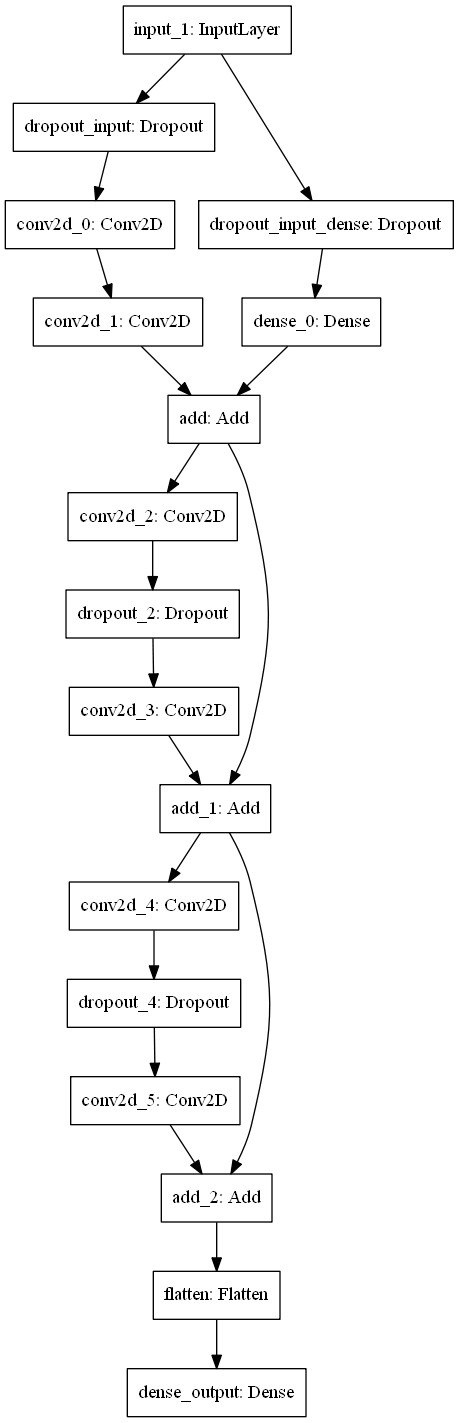 input_1: InputLayer
dropout_input: Dropout
conv2d_0: Conv2D
dropout_input_dense: Dropout
conv2d_1: Conv2D
dense_0: Dense
add: Add
conv2d_2: Conv2D
dropout_2: Dropout
conv2d_3: Conv2D
add_1: Add
conv2d_4: Conv2D
dropout_4: Dropout
conv2d_5: Conv2D
add_2: Add
flatten: Flatten
dense_output: Dense